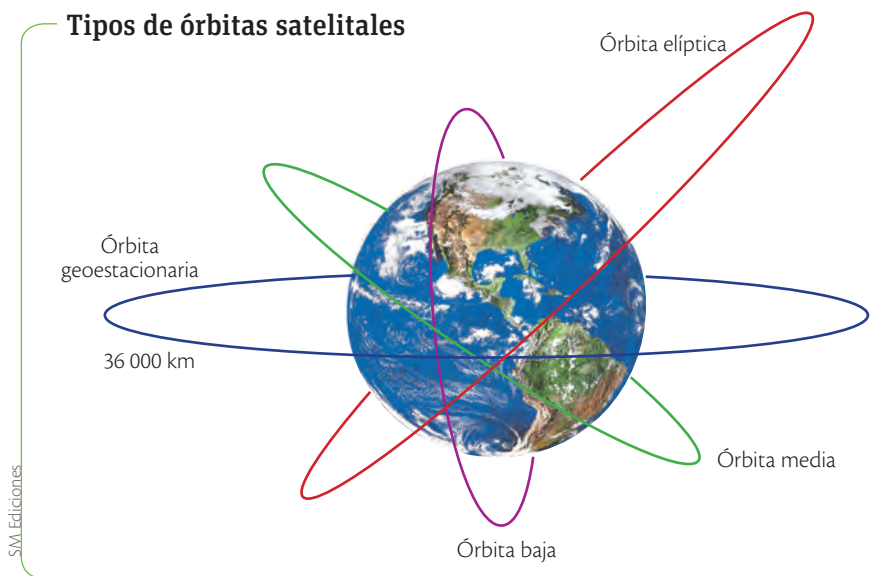 Tipos de órbitas satelitales
Órbita elíptica
Órbita
geoestacionaria
36 000 km
Órbita media
Órbita baja
SM Ediciones